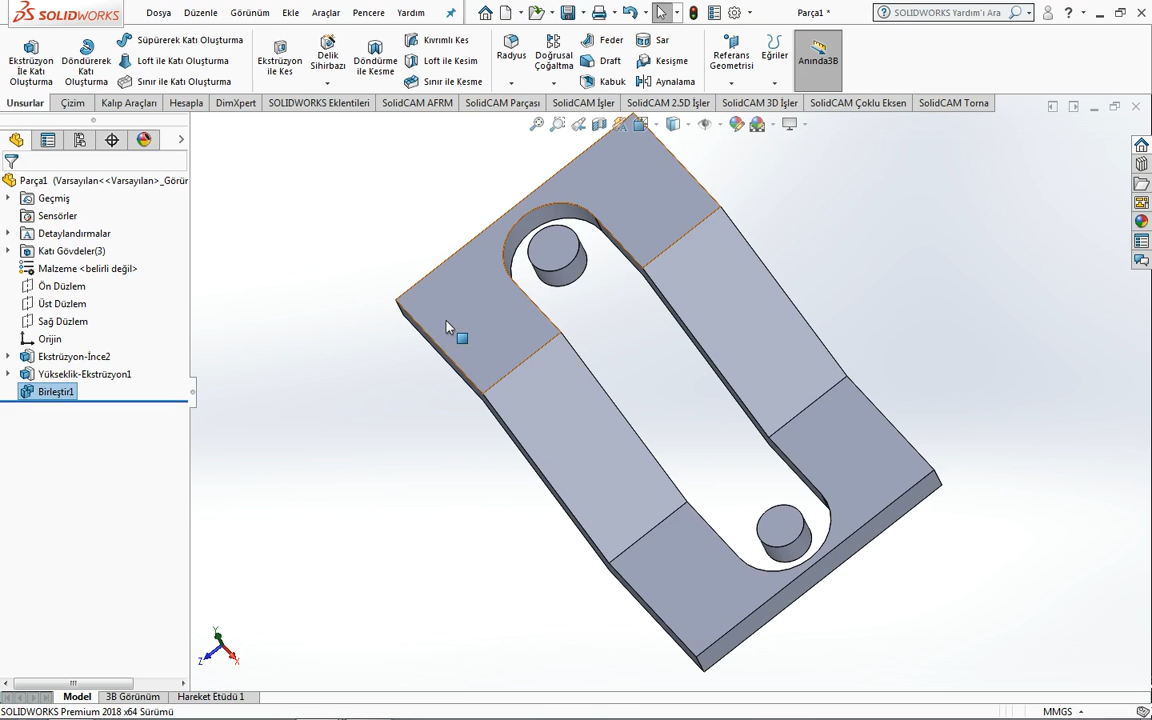 SOLIDWORKS
Dosya
Düzenle
Görünüm
Ekle
Araçlar
Pencere
Yardım
Parça1 *
SOLIDWORKS Yardım'ı Ara
Ekstrüzyon İle Katı Oluşturma
Döndürerek Katı Oluşturma
Süpürerek Katı Oluşturma
Loft ile Katı Oluşturma
Sınır ile Katı Oluşturma
Ekstrüzyon ile Kes
Delik Sihirbazı
Döndürme ile Kesme
Kıvrımlı Kes
Loft ile Kesim
Sınır ile Kesme
Radyus
Doğrusal Çoğaltma
Feder
Draft
Kabuk
Sar
Kesişme
Aynalama
Referans Geometrisi
Eğriler
Anında3B
Unsurlar
Çizim
Kalıp Araçları
Hesapla
DimXpert
SOLIDWORKS Eklentileri
SolidCAM AFRM
SolidCAM Parçası
SolidCAM İşler
SolidCAM 2.5D İşler
SolidCAM 3D İşler
SolidCAM Çoklu Eksen
SolidCAM Torna
Parça1 (Varsayılan<<Varsayılan>_Görür
Geçmiş
Sensörler
Detaylandırmalar
Katı Gövdeler(3)
Malzeme <belirli değil>
Ön Düzlem
Üst Düzlem
Sağ Düzlem
Orijin
Ekstrüzyon-İnce2
Yükseklik-Ekstrüzyon1
Birleştir1
Y
Z
X
Model
3B Görünüm
Hareket Etüdü 1
SOLIDWORKS Premium 2018 x64 Sürümü
MMGS